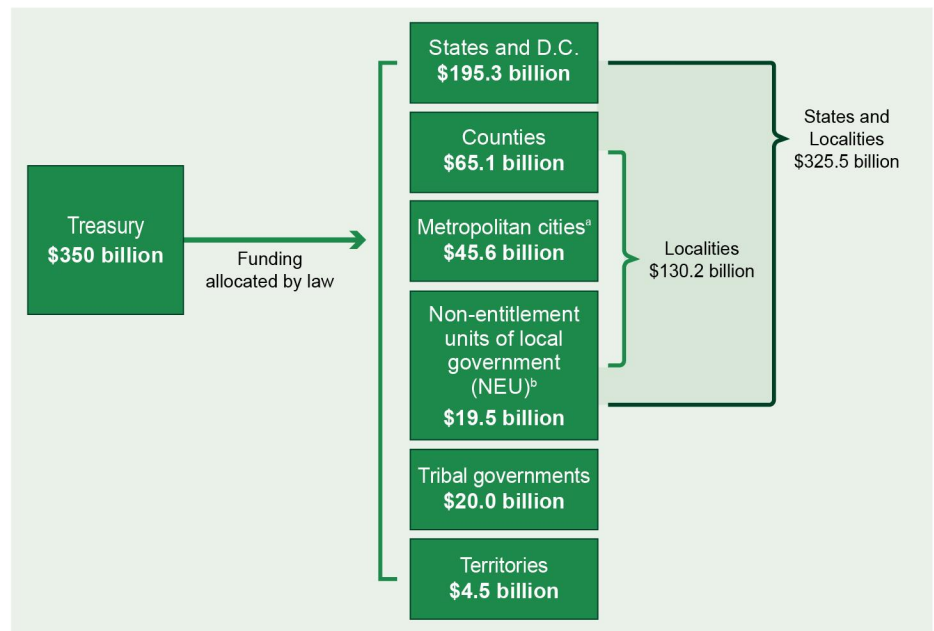 Treasury
$350 billion
Funding
allocated by law
States and D.C.
$195.3 billion
Counties
$65.1 billion
Metropolitan citiesᵃ
$45.6 billion
Non-entitlement
units of local
government
(NEU)ᵇ
$19.5 billion
Tribal governments
$20.0 billion
Territories
$4.5 billion
Localities
$130.2 billion
States and
Localities
$325.5 billion